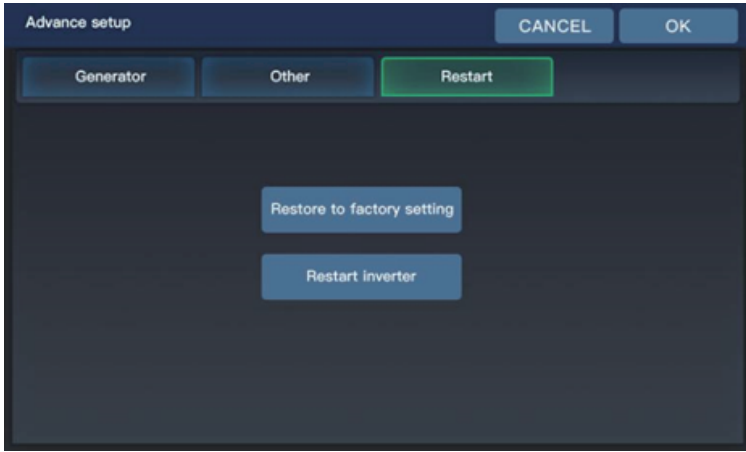 Advance setup
CANCEL
OK
Generator
Other
Restart
Restore to factory setting
Restart inverter